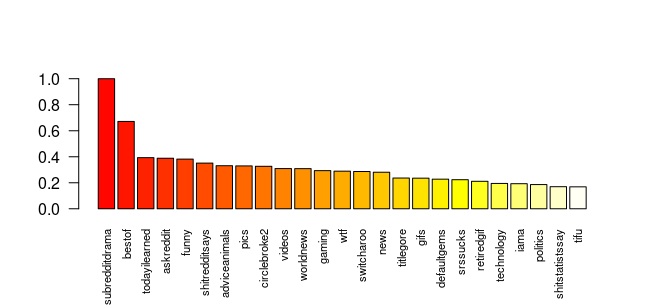 1.0
0.8
0.6
0.4
0.2
0.0
subredditdrama
bestof
todayilearned
askreddit
funny
shitredditsays
adviceanimals
pics
circlebroke2
videos
worldnews
gaming
wtf
switcharoo
news
titlegore
gifs
defaultgems
srssucks
retiredgif
technology
iama
politics
shitstatistssay
tifu